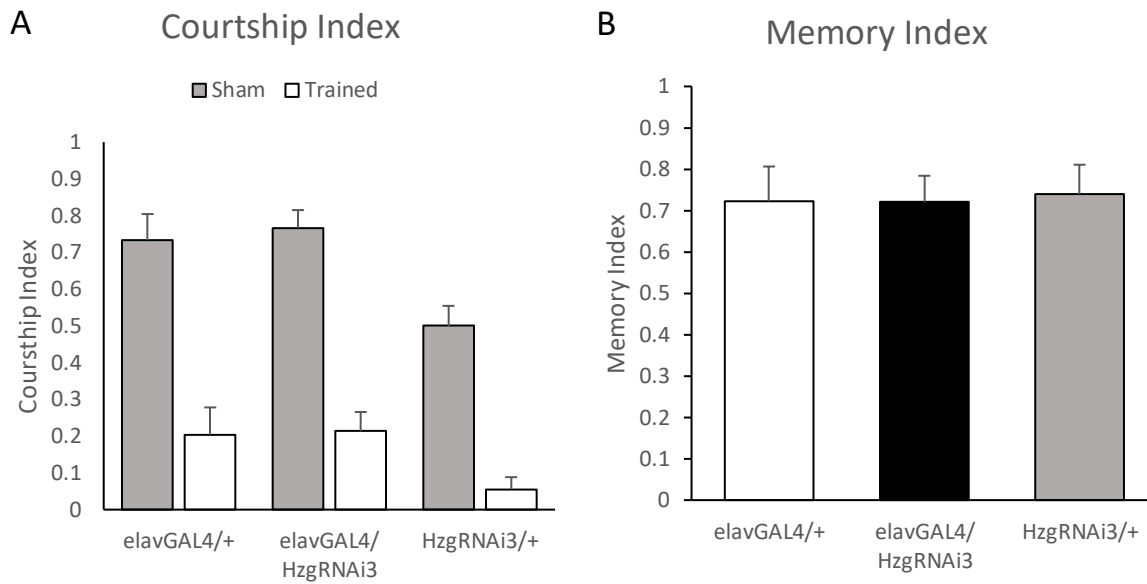 A
Courtship Index
Sham
Trained
1
0.9
0.8
0.7
0.6
0.5
0.4
0.3
0.2
0.1
0
Coursthip Index
elavGAL4/+
elavGAL4/
HzgRNAi3
HzgRNAi3/+
B
Memory Index
1
0.9
0.8
0.7
0.6
0.5
0.4
0.3
0.2
0.1
0
Memory Index
elavGAL4/+
elavGAL4/
HzgRNAi3
HzgRNAi3/+